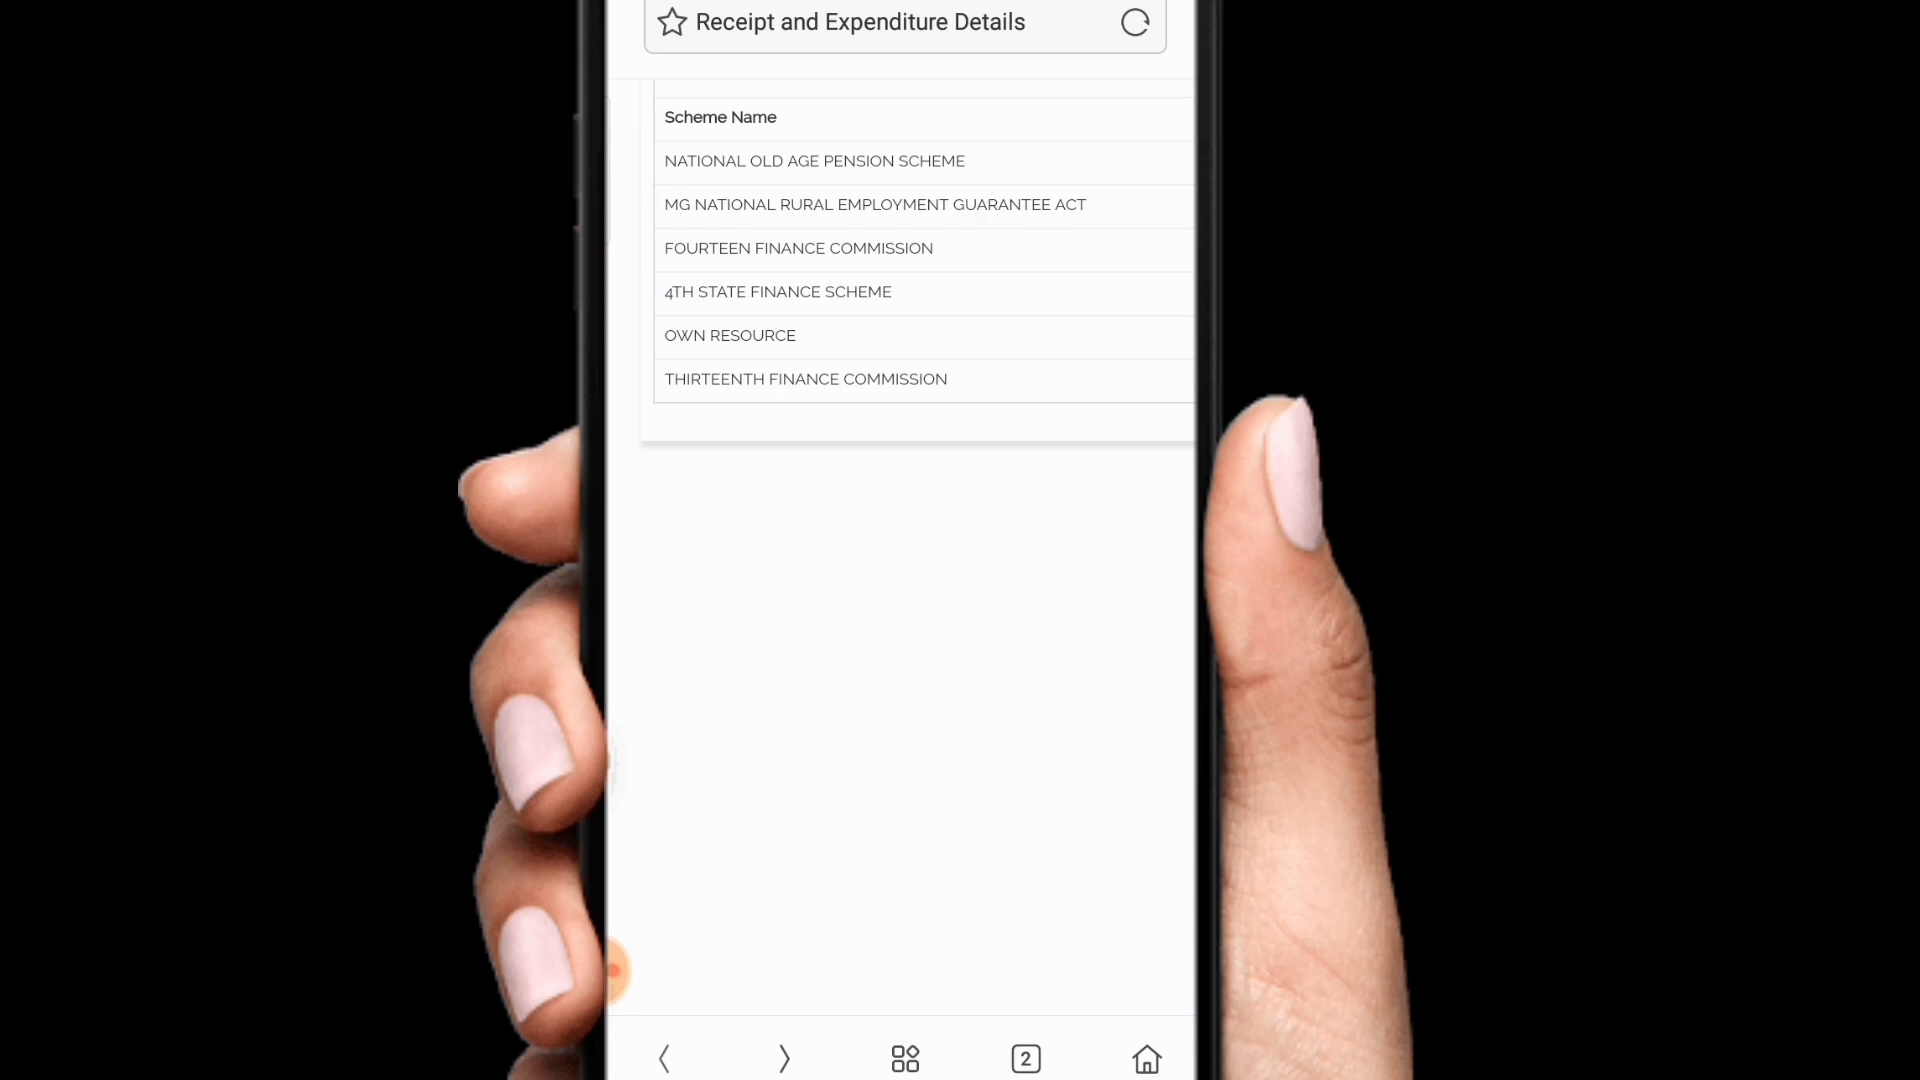 Receipt and Expenditure Details
Scheme Name
NATIONAL OLD AGE PENSION SCHEME
MG NATIONAL RURAL EMPLOYMENT GUARANTEE ACT
FOURTEEN FINANCE COMMISSION
4TH STATE FINANCE SCHEME
OWN RESOURCE
THIRTEENTH FINANCE COMMISSION
2